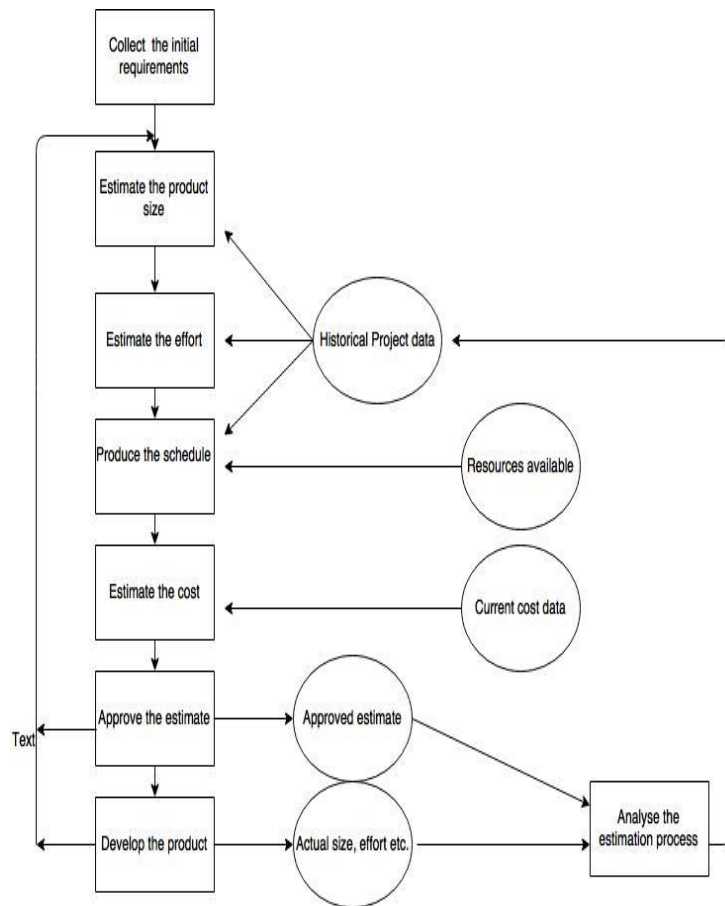 Collect  the initial
requirements
Estimate the product
size
Estimate the effort
Historical Project data
Produce the schedule
Resources available
Estimate the cost
Current cost data
Approve the estimate
Approved estimate
Text
Develop the product
Actual size, effort etc.
Analyse the
estimation process